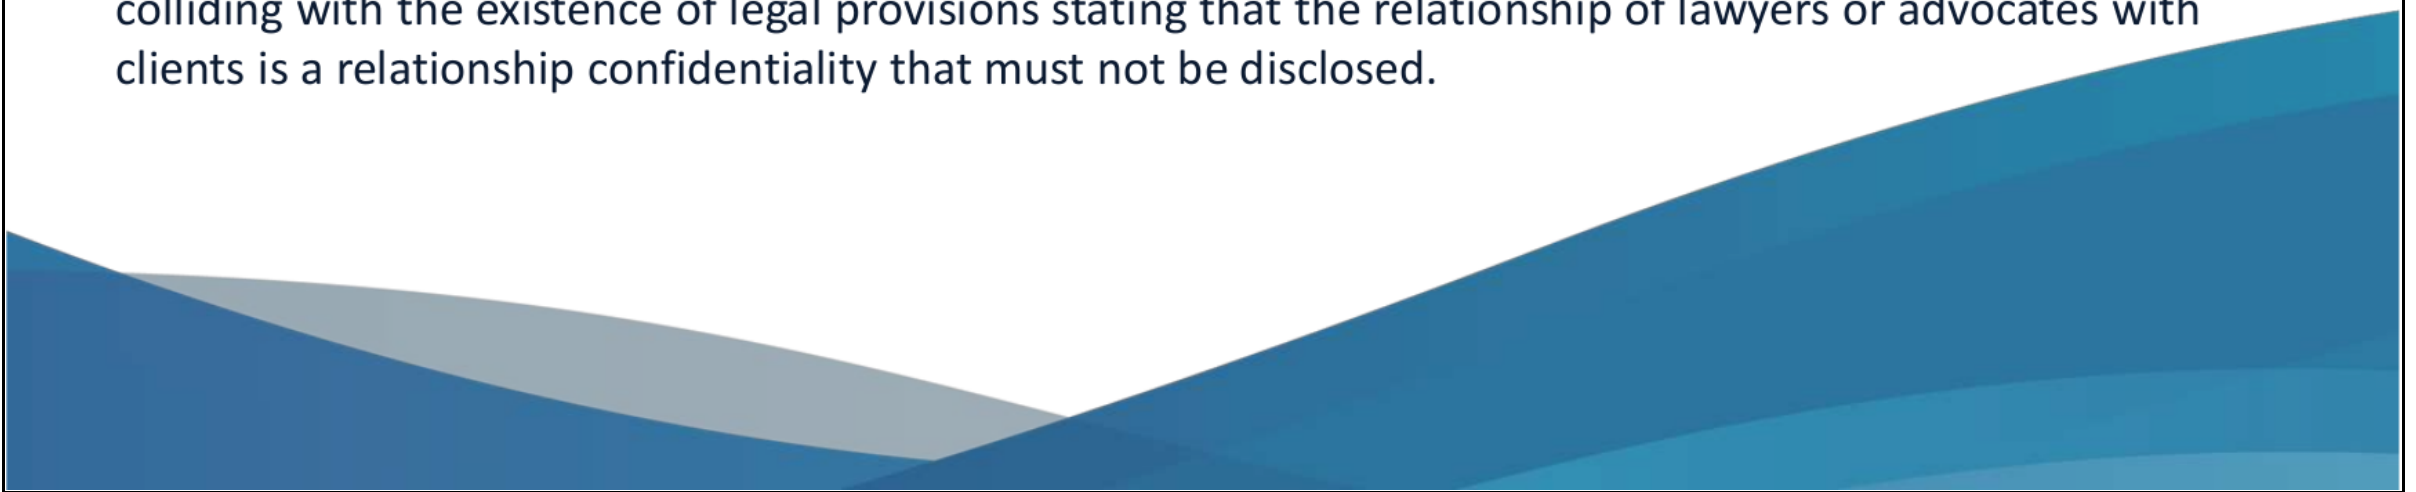 colliding with the existence of legal provisions stating that the relationship of lawyers or advocates with
clients is a relationship confidentiality that must not be disclosed.